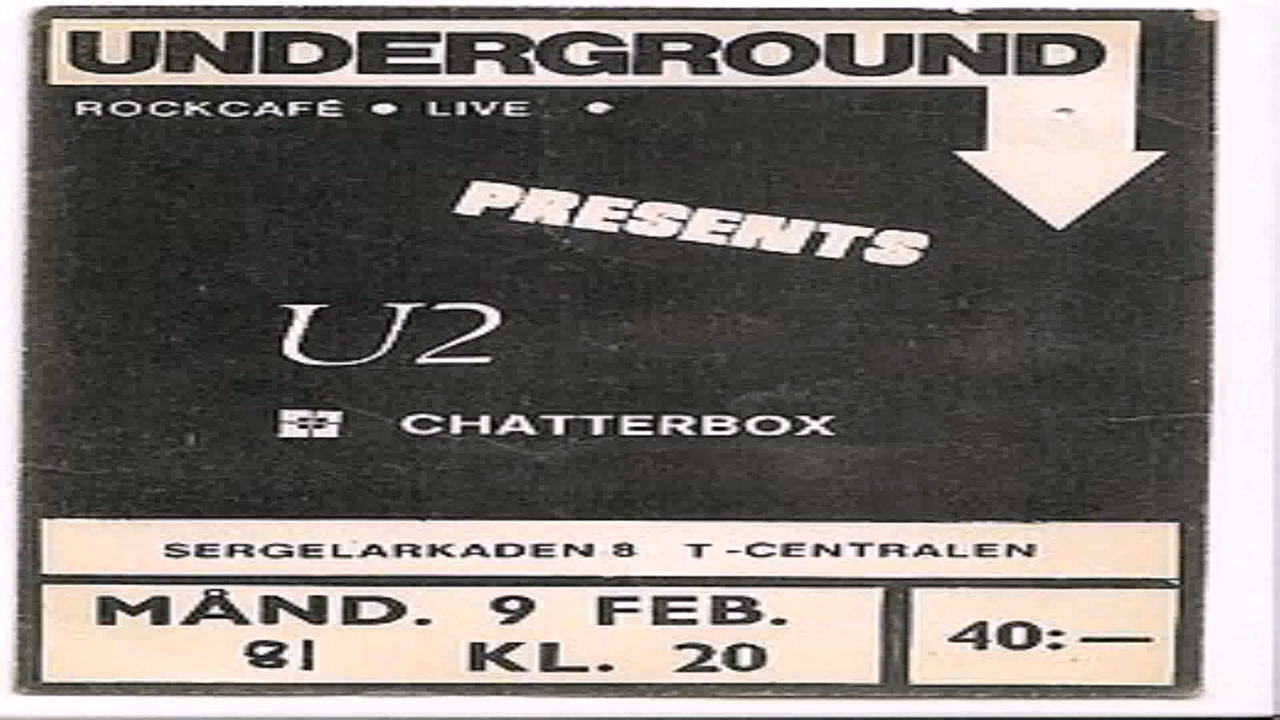 UNDERGROUND
ROCKCAFÉ • LIVE •
PRESENTS
U2
CHATTERBOX
SERGELARKADEN 8 T-CENTRALEN
MÅND. 9 FEB.
81 KL. 20
40:—